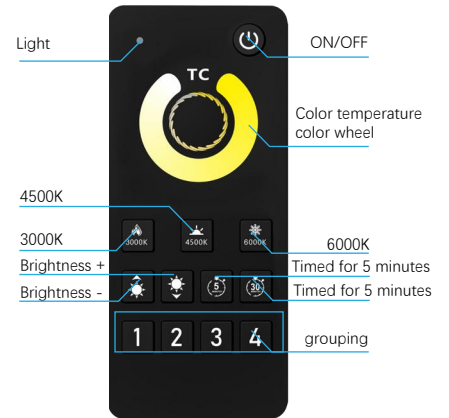 Light
ON/OFF
TC
Color temperature
color wheel
4500K
3000K
3000K
4500K
6000K
6000K
Brightness +
Timed for 5 minutes
Brightness -
5
30
Timed for 5 minutes
1 2 3 4
grouping